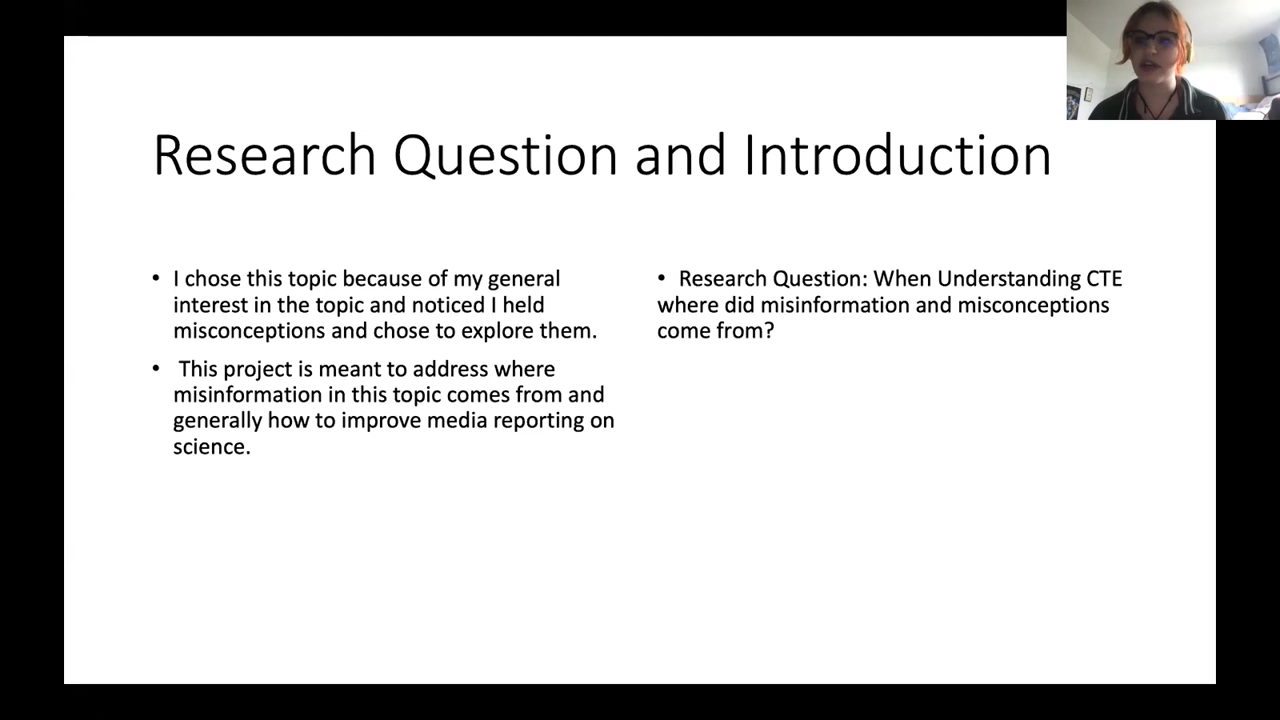 Research Question and Introduction
• I chose this topic because of my general
interest in the topic and noticed I held
misconceptions and chose to explore them.
• This project is meant to address where
misinformation in this topic comes from and
generally how to improve media reporting on
science.
• Research Question: When Understanding CTE
where did misinformation and misconceptions
come from?